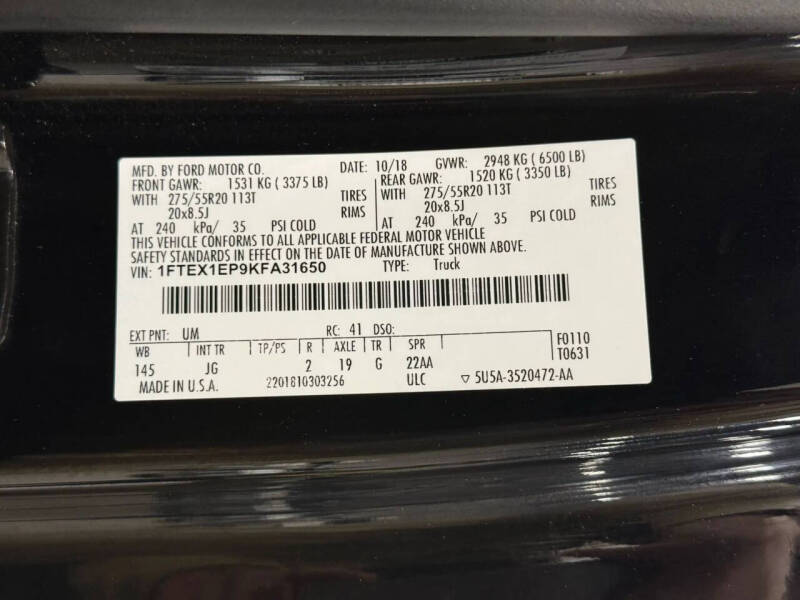 MFD. BY FORD MOTOR CO. DATE: 10/18 GVWR: 2948 KG ( 6500 LB)
FRONT GAWR: 1531 KG ( 3375 LB) REAR GAWR: 1520 KG ( 3350 LB)
WITH 275/55R20 113T TIRES WITH 275/55R20 113T TIRES
20x8.5J RIMS 20x8.5J RIMS
AT 240 kPa/ 35 PSI COLD AT 240 kPa/ 35 PSI COLD
THIS VEHICLE CONFORMS TO ALL APPLICABLE FEDERAL MOTOR VEHICLE
SAFETY STANDARDS IN EFFECT ON THE DATE OF MANUFACTURE SHOWN ABOVE.
VIN: 1FTEX1EP9KFA31650 TYPE: Truck
EXT PNT: UM RC: 41 DSO: F0110
WB INT TR TP/PS R AXLE TR SPR T0631
145 JG 2 19 G 22AA
MADE IN U.S.A. 2201810303256 ULC ▽ 5U5A-3520472-AA